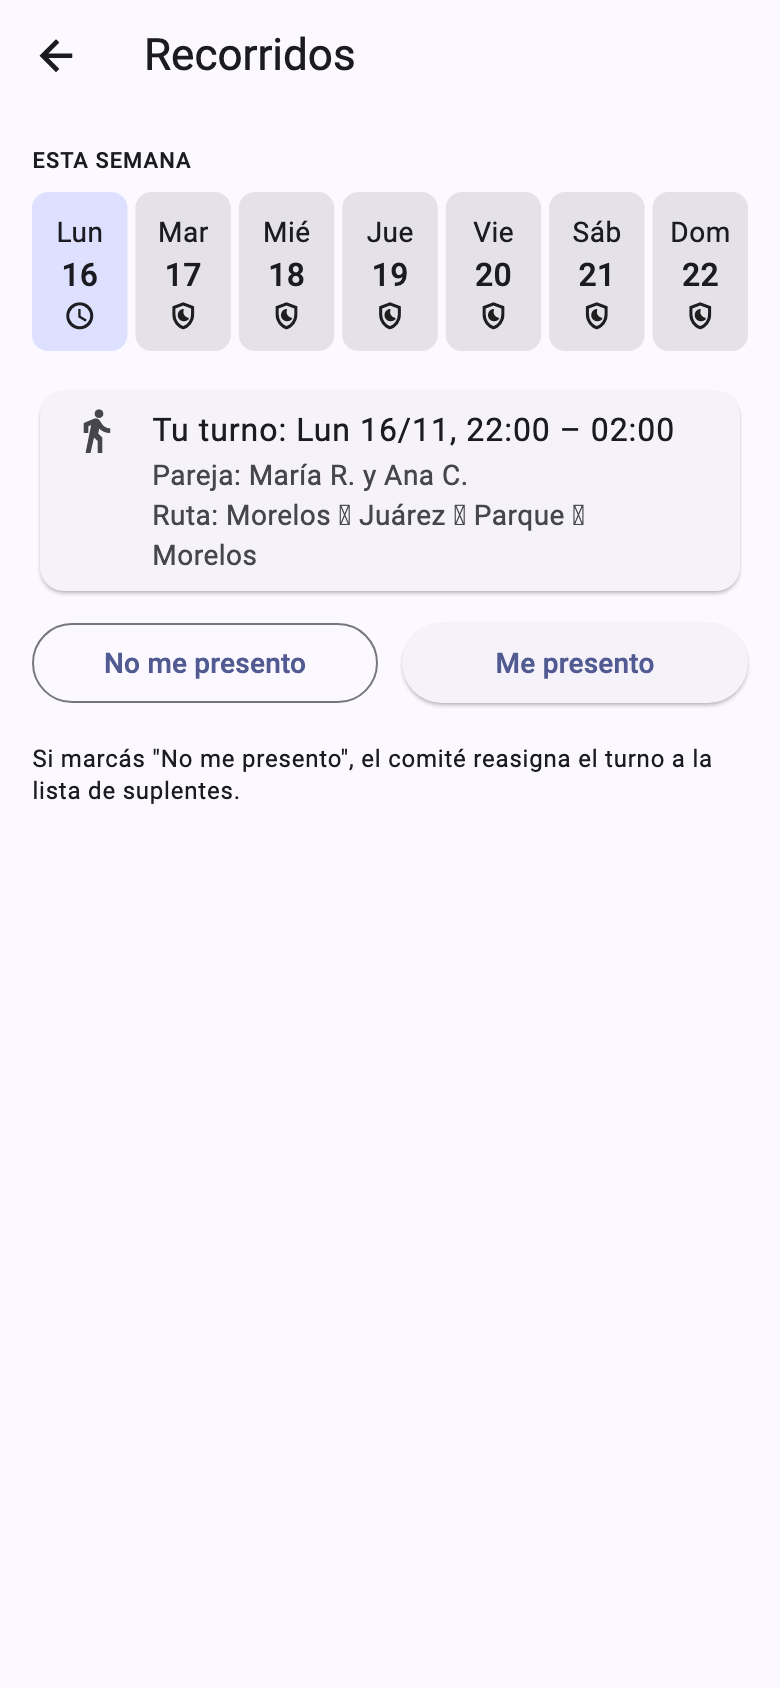 Recorridos
ESTA SEMANA
Lun Mar Mié Jue Vie Sáb Dom
16 17 18 19 20 21 22
Tu turno: Lun 16/11, 22:00 – 02:00
Pareja: María R. y Ana C.
Ruta: Morelos Juárez Parque
Morelos
No me presento Me presento
Si marcás "No me presento", el comité reasigna el turno a la
lista de suplentes.